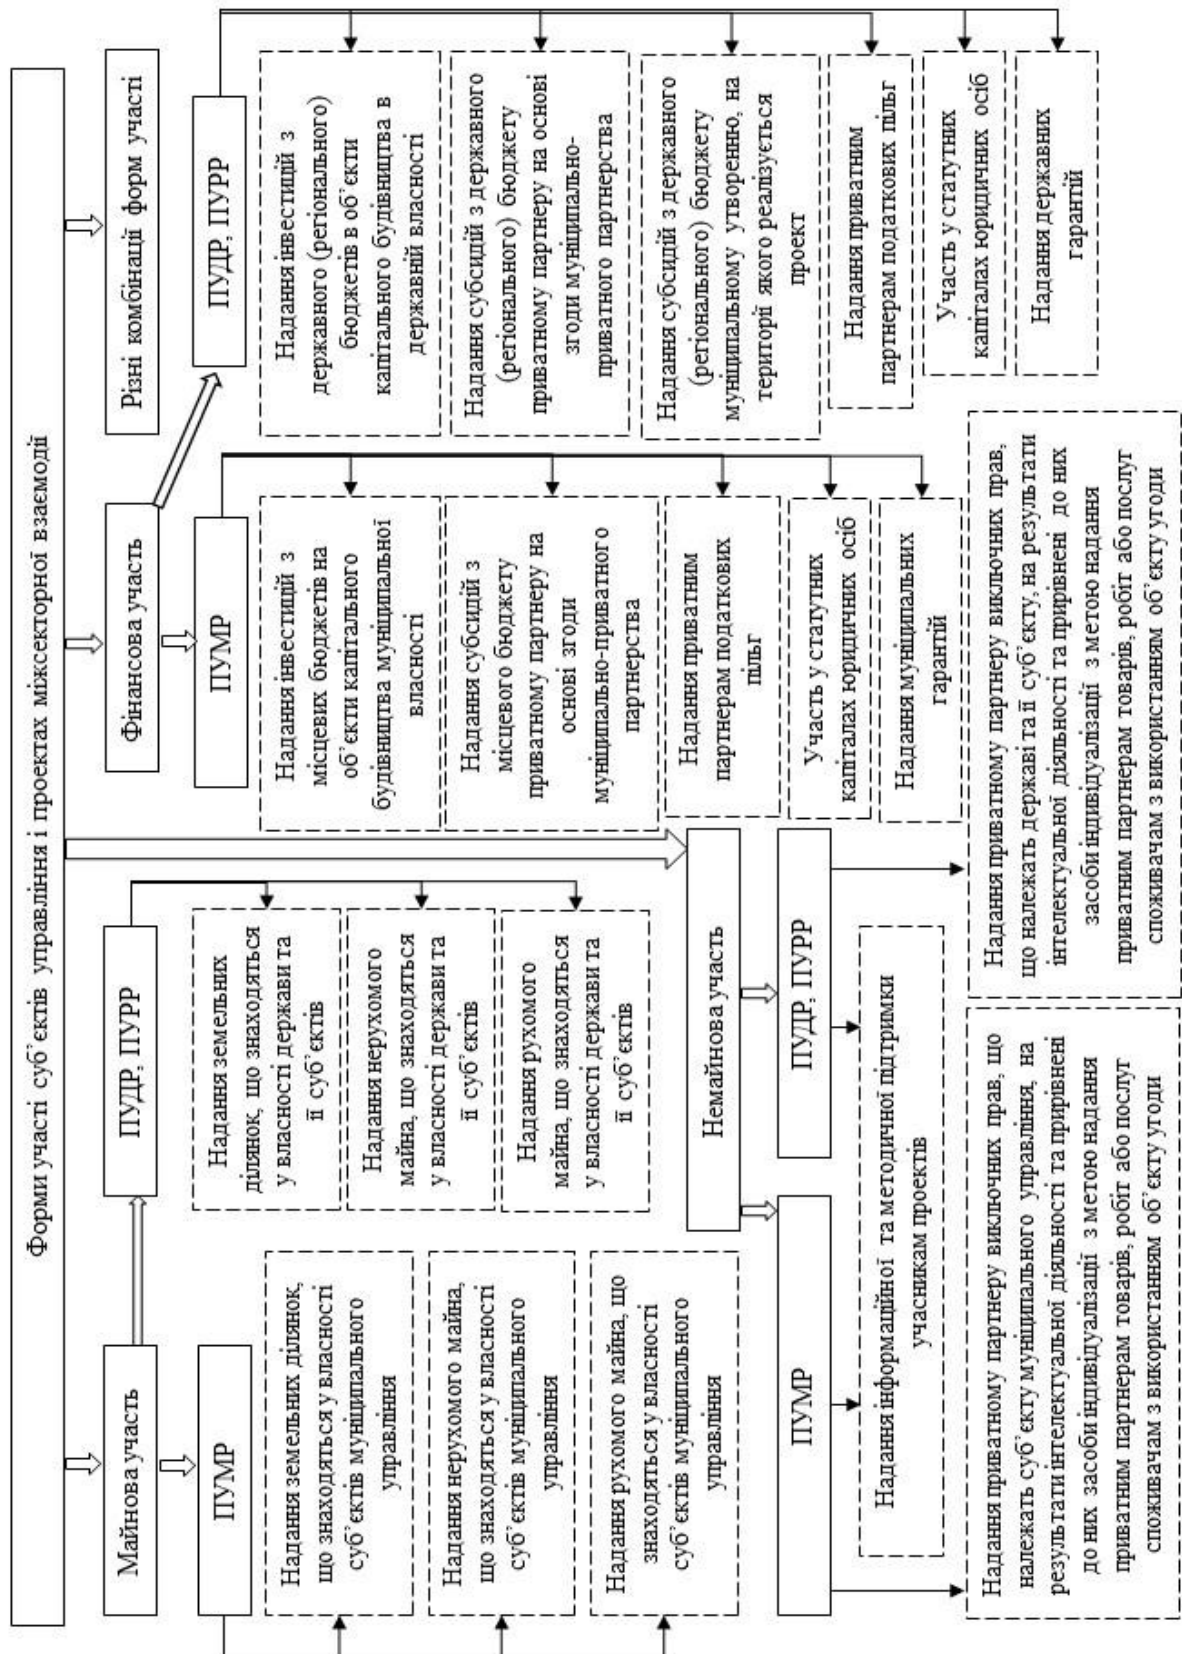 Форми участі суб’єктів управління і проектах міжсекторної взаємодії
Майнова участь
Фінансова участь
Різні комбінації форм участі
ПУМР
ПУДР, ПУРР
ПУМР
ПУДР, ПУРР
Надання земельних ділянок,
що знаходяться у власності
суб’єктів муніципального
управління
Надання нерухомого майна,
що знаходяться у власності
суб’єктів муніципального
управління
Надання рухомого майна, що
знаходяться у власності
суб’єктів муніципального
управління
Надання земельних
ділянок, що знаходяться
у власності держави та
її суб’єктів
Надання нерухомого
майна, що знаходяться
у власності держави та
її суб’єктів
Надання рухомого
майна, що знаходяться
у власності держави та
її суб’єктів
Надання інвестицій з
місцевих бюджетів на
об’єкти капітального
будівництва муніципальної
власності
Надання субсидій з
місцевого бюджету
приватному партнеру на
основі згоди
муніципально-приватного
партнерства
Надання приватним
партнерам податкових
пільг
Участь у статутних
капіталах юридичних осіб
Надання муніципальних
гарантій
Надання інвестицій з
державного (регіонального)
бюджетів в об’єкти
капітального будівництва в
державній власності
Надання субсидій з державного
(регіонального) бюджету
приватному партнеру на основі
згоди муніципально-
приватного партнерства
Надання субсидій з державного
(регіонального) бюджету
муніципальному утворенню, на
території якого реалізується
проект
Надання приватним
партнерам податкових пільг
Участь у статутних
капіталах юридичних осіб
Надання державних
гарантій
Немайнова участь
ПУМР
ПУДР, ПУРР
Надання інформаційної та методичної підтримки
учасникам проектів
Надання приватному партнеру виключних прав, що
належать суб’єкту муніципального управління, на
результати інтелектуальної діяльності та прирівнені
до них засоби індивідуалізації з метою надання
приватним партнерам товарів, робіт або послуг
споживачам з використанням об’єкту угоди
Надання приватному партнеру виключних прав,
що належать державі та її суб’єкту, на результати
інтелектуальної діяльності та прирівнені до них
засоби індивідуалізації з метою надання
приватним партнерам товарів, робіт або послуг
споживачам з використанням об’єкту угоди